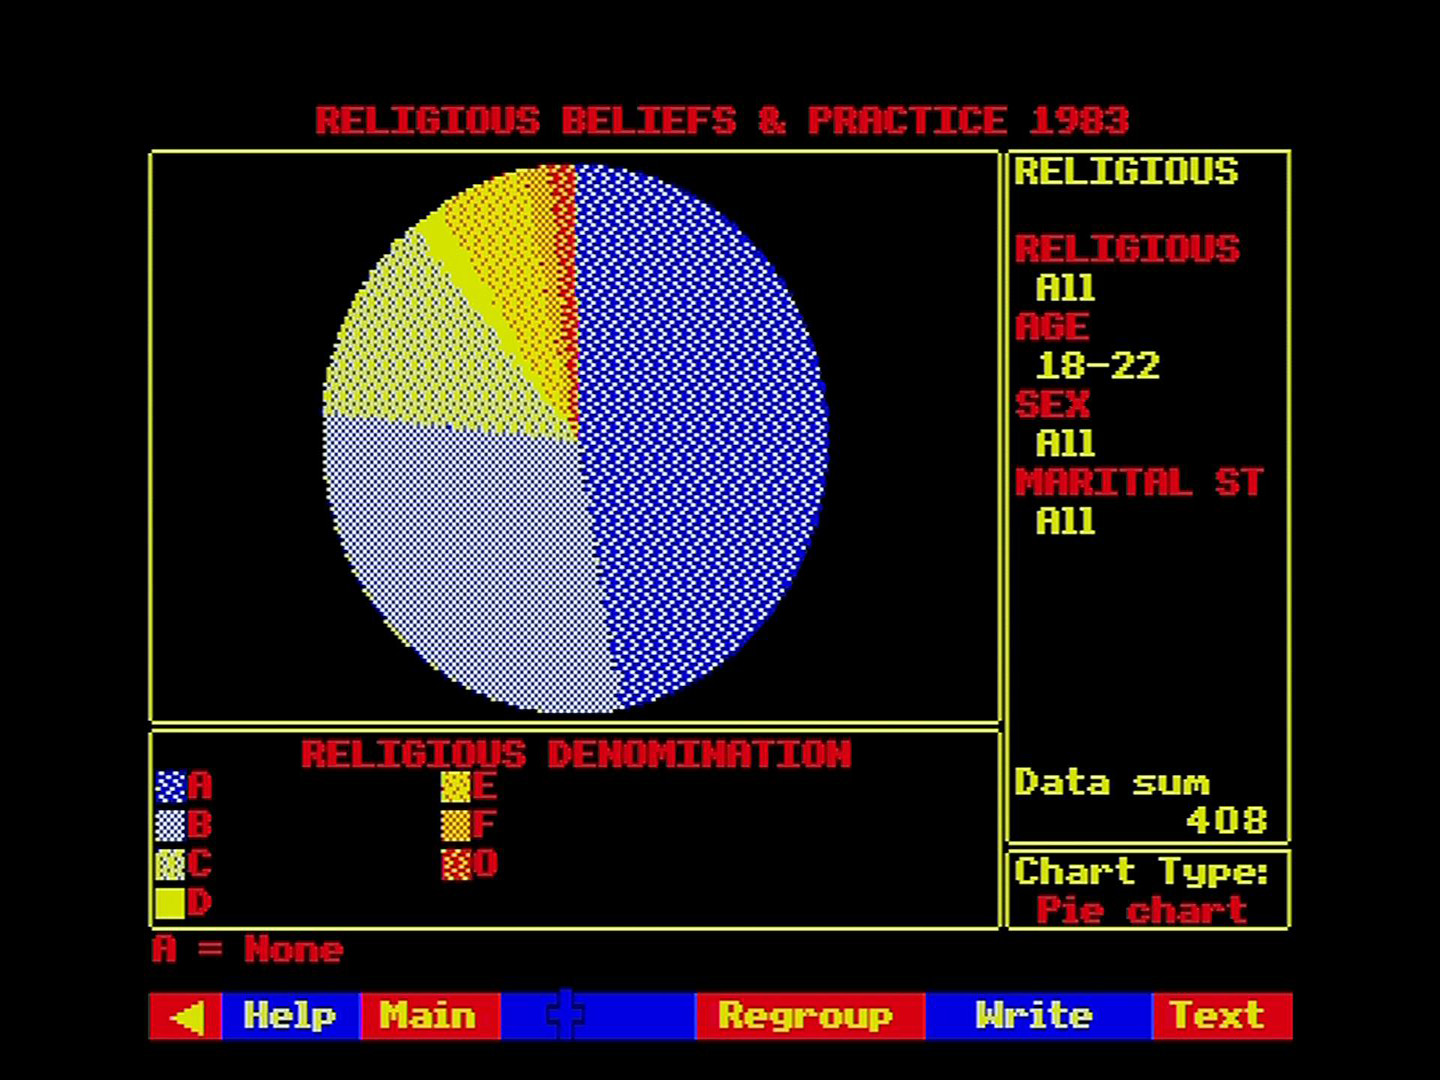 RELIGIOUS BELIEFS & PRACTICE 1983
RELIGIOUS
RELIGIOUS
All
AGE
18-22
SEX
All
MARITAL ST
All
Data sum
408
Chart Type:
Pie chart
RELIGIOUS DENOMINATION
A
B
C
D
E
F
O
A = None
Help Main Regroup Write Text